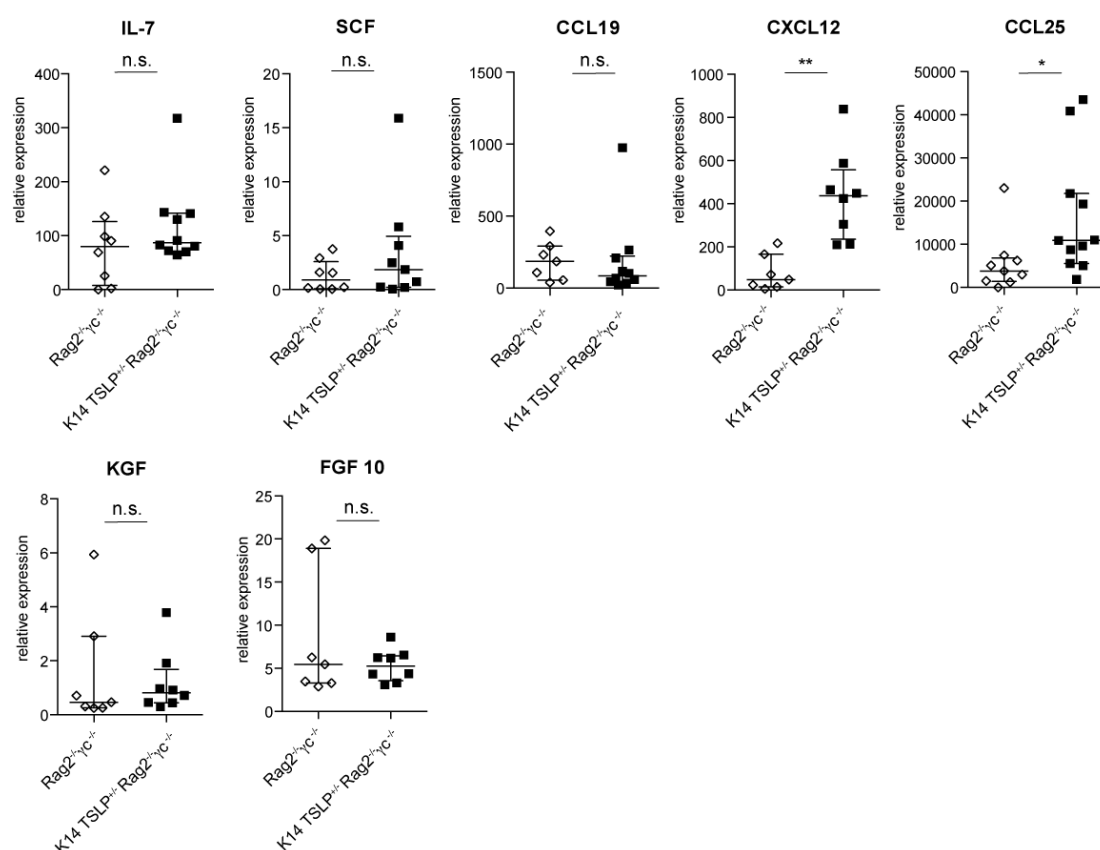 IL-7
n.s.
relative expression
400
300
200
100
0
Rag2⁻/⁻γc⁻/⁻
K14 TSLP⁺/⁻ Rag2⁻/⁻γc⁻/⁻
SCF
n.s.
relative expression
20
15
10
5
0
Rag2⁻/⁻γc⁻/⁻
K14 TSLP⁺/⁻ Rag2⁻/⁻γc⁻/⁻
CCL19
n.s.
relative expression
1500
1000
500
0
Rag2⁻/⁻γc⁻/⁻
K14 TSLP⁺/⁻ Rag2⁻/⁻γc⁻/⁻
CXCL12
**
relative expression
1000
800
600
400
200
0
Rag2⁻/⁻γc⁻/⁻
K14 TSLP⁺/⁻ Rag2⁻/⁻γc⁻/⁻
CCL25
*
relative expression
50000
40000
30000
20000
10000
0
Rag2⁻/⁻γc⁻/⁻
K14 TSLP⁺/⁻ Rag2⁻/⁻γc⁻/⁻
KGF
n.s.
relative expression
8
6
4
2
0
Rag2⁻/⁻γc⁻/⁻
K14 TSLP⁺/⁻ Rag2⁻/⁻γc⁻/⁻
FGF 10
n.s.
relative expression
25
20
15
10
5
0
Rag2⁻/⁻γc⁻/⁻
K14 TSLP⁺/⁻ Rag2⁻/⁻γc⁻/⁻